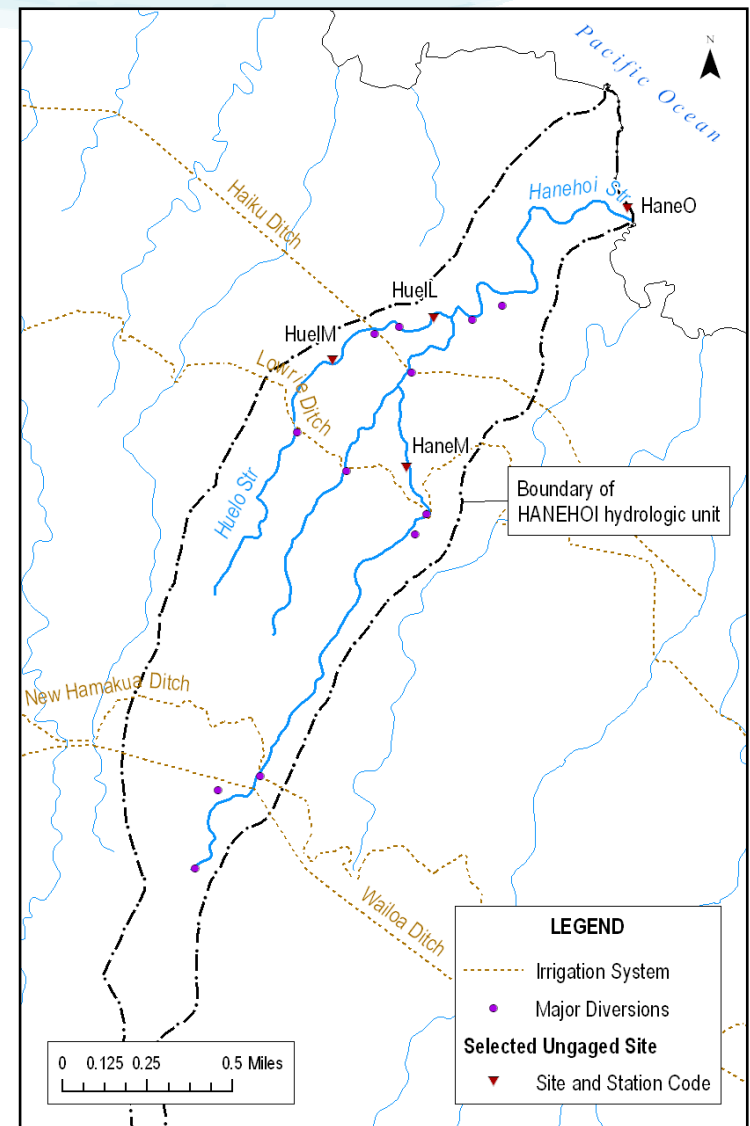 N
Pacific Ocean
Hanehoi Str
HaneO
Haiku Ditch
HuelL
HuelM
Lowrie Ditch
HaneM
Huelo Str
Boundary of
HANEHOI hydrologic unit
New Hamakua Ditch
Wailoa Ditch
LEGEND
Irrigation System
Major Diversions
Selected Ungaged Site
Site and Station Code
0 0.125 0.25 0.5 Miles